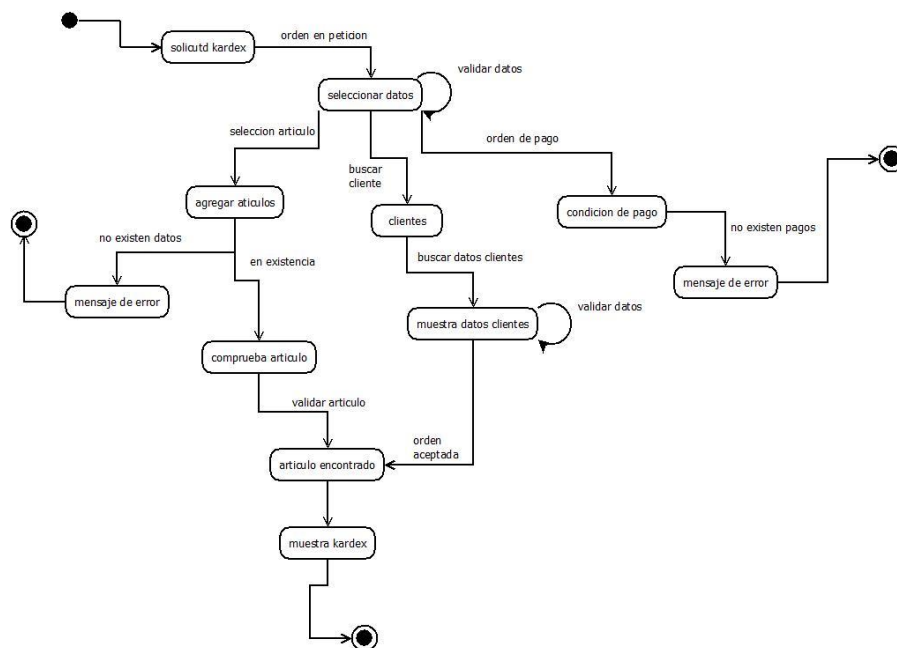 orden en peticion
solicutd kardex
validar datos
seleccionar datos
seleccion articulo
orden de pago
buscar
cliente
agregar aticulos
clientes
condicion de pago
no existen datos
en existencia
buscar datos clientes
no existen pagos
mensaje de error
mensaje de error
muestra datos clientes
validar datos
comprueba articulo
validar articulo
orden
aceptada
articulo encontrado
muestra kardex